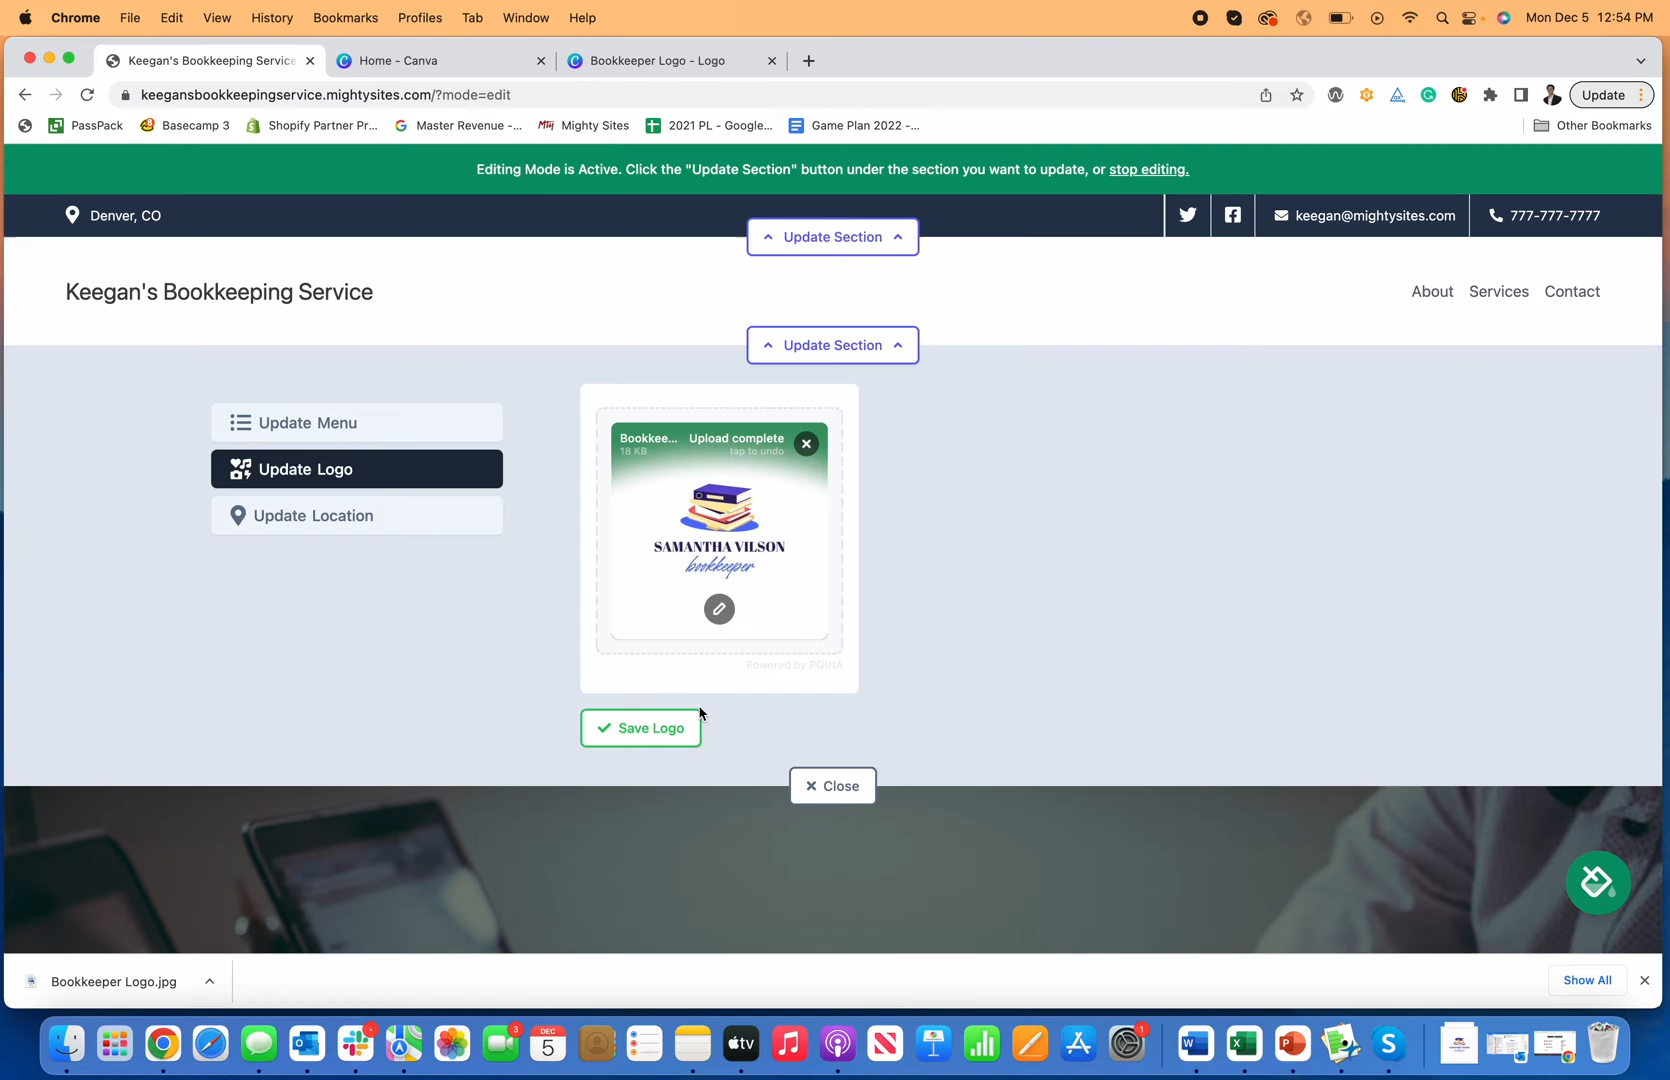 Chrome File Edit View History Bookmarks Profiles Tab Window Help Mon Dec 5 12:54 PM
Keegan's Bookkeeping Service Home - Canva Bookkeeper Logo - Logo
keegansbookkeepingservice.mightysites.com/?mode=edit Update
PassPack Basecamp 3 Shopify Partner Pr... Master Revenue -... Mighty Sites 2021 PL - Google... Game Plan 2022 -... Other Bookmarks
Editing Mode is Active. Click the "Update Section" button under the section you want to update, or stop editing.
Denver, CO keegan@mightysites.com 777-777-7777
Update Section
Keegan's Bookkeeping Service About Services Contact
Update Section
Update Menu
Update Logo
Update Location
Bookkee... Upload complete
18 KB tap to undo
SAMANTHA VILSON
bookkeeper
Powered by PQINA
Save Logo
Close
Bookkeeper Logo.jpg Show All
3 DEC 5 tv 1
W X P S